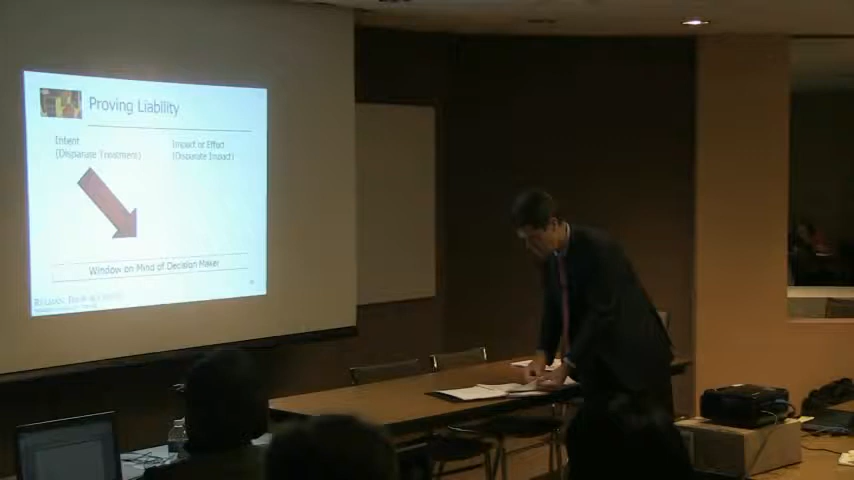 Proving Liability
Intent
(Disparate Treatment)
Impact or Effect
(Disparate Impact)
Window on Mind of Decision Maker